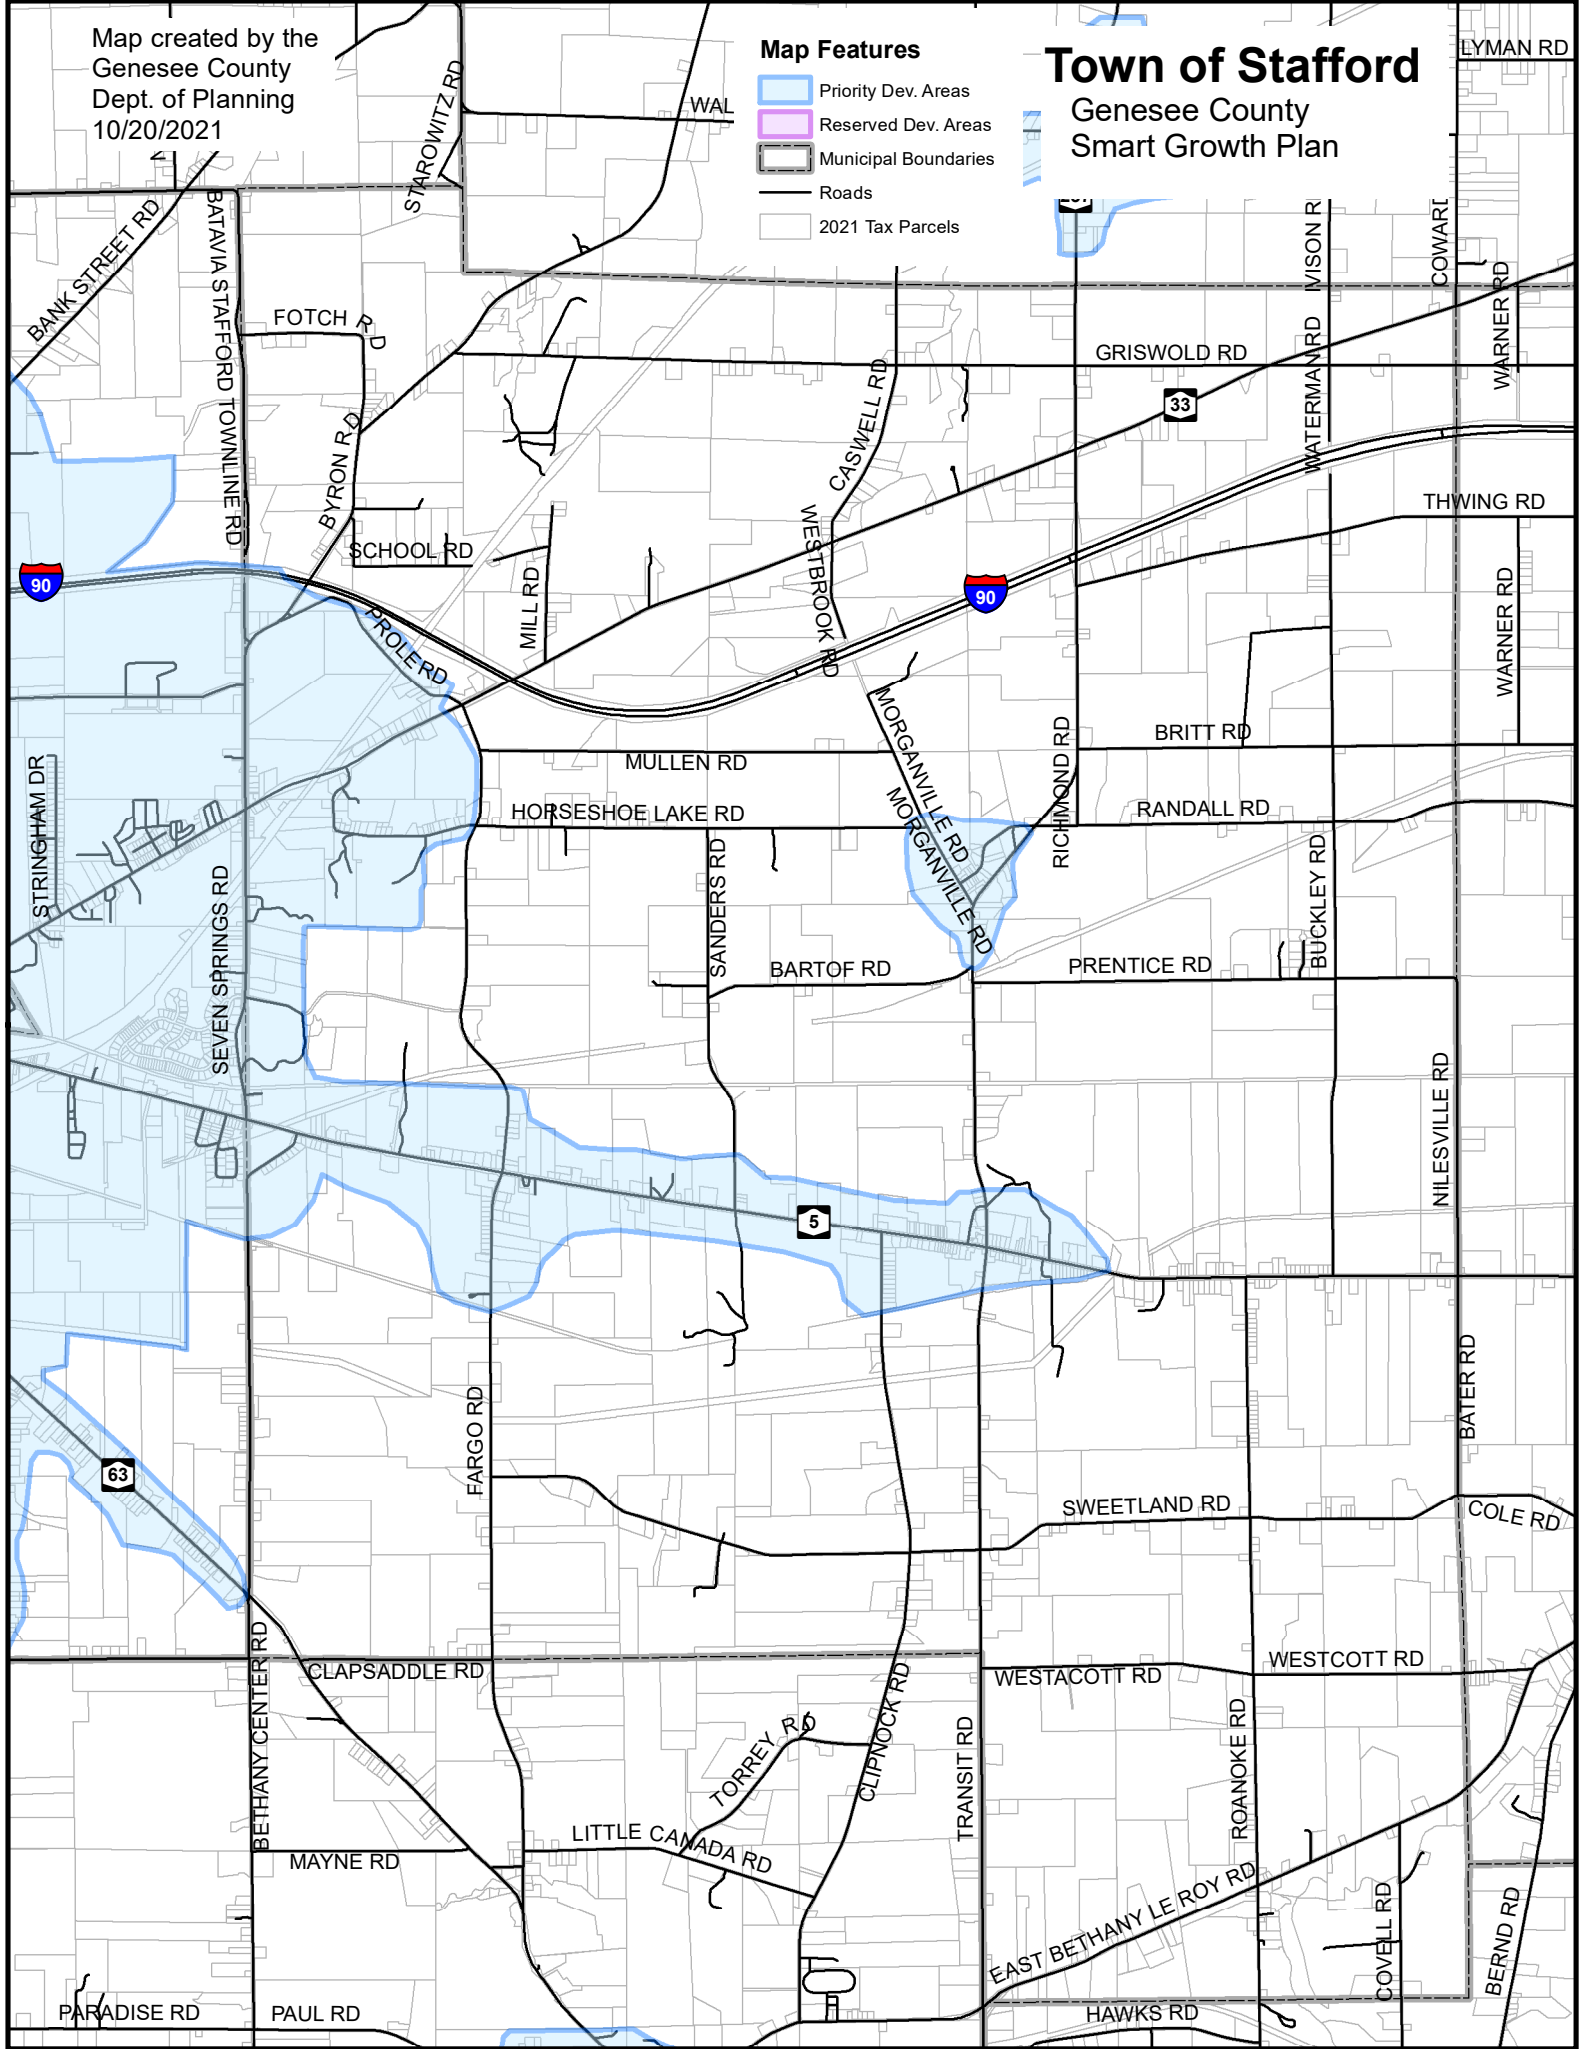 Map created by the
Genesee County
Dept. of Planning
10/20/2021
Map Features
Priority Dev. Areas
Reserved Dev. Areas
Municipal Boundaries
Roads
2021 Tax Parcels
Town of Stafford
Genesee County
Smart Growth Plan
LYMAN RD
STAROWITZ RD
WAL
BANK STREET RD
BATAVIA STAFFORD TOWNLINE RD
IVISON R
COWARD
WARNER RD
FOTCH RD
GRISWOLD RD
WATERMAN RD
33
CASWELL RD
BYRON RD
THWING RD
SCHOOL RD
WESTBROOK RD
90
90
MILL RD
PROLE RD
WARNER RD
MORGANVILLE RD
RICHMOND RD
BRITT RD
MULLEN RD
STRINGHAM DR
HORSESHOE LAKE RD
MORGANVILLE RD
RANDALL RD
SANDERS RD
BUCKLEY RD
SEVEN SPRINGS RD
BARTOF RD
PRENTICE RD
NILESVILLE RD
5
BATER RD
FARGO RD
63
SWEETLAND RD
COLE RD
BETHANY CENTER RD
CLAPSADDLE RD
WESTACOTT RD
WESTCOTT RD
CLIPNOCK RD
TORREY RD
TRANSIT RD
ROANOKE RD
LITTLE CANADA RD
MAYNE RD
EAST BETHANY LE ROY RD
COVELL RD
BERND RD
PARADISE RD
PAUL RD
HAWKS RD